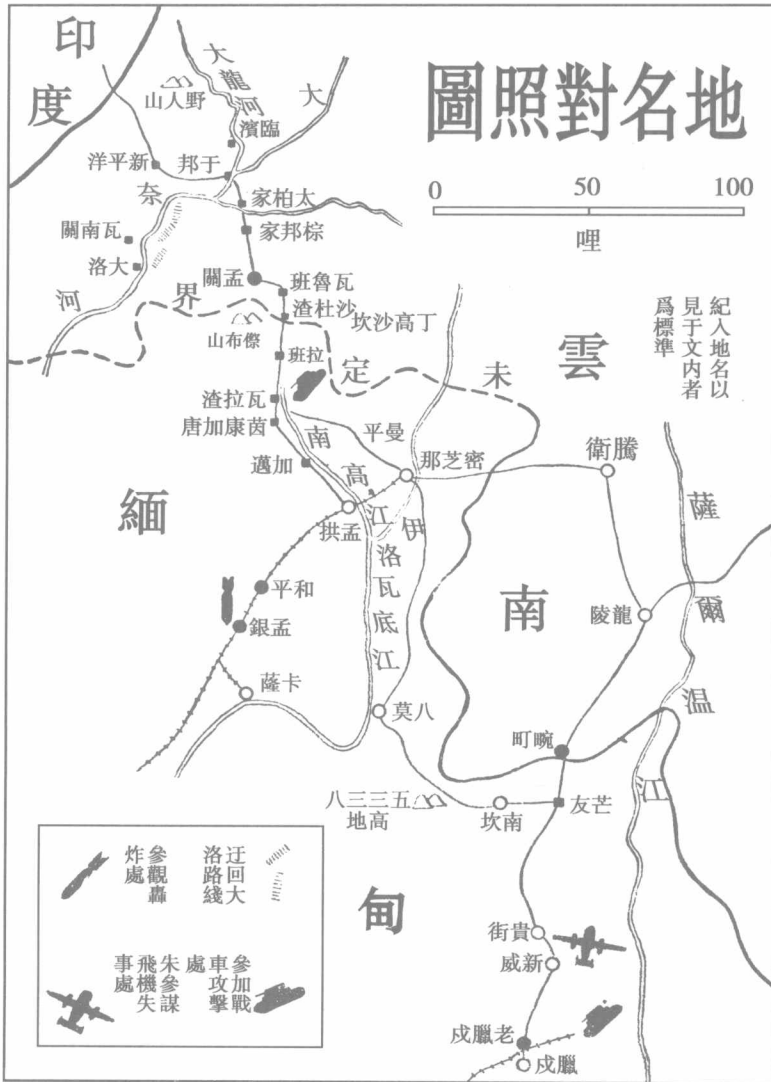 地名對照圖
0 50 100
哩
紀入地名以
見于文内者
爲標準
印度
緬甸
雲南
大龍河
大奈河
野人山
臨濱
新平洋
于邦
太柏家
棕邦家
瓦南關
大洛
孟關
瓦魯班
沙杜渣
丁高沙坎
傺布山
未定界
拉班
瓦拉渣
茵康加唐
加邁
南高江
曼平
密芝那
騰衛
孟拱
伊洛瓦底江
和平
孟銀
卡薩
八莫
龍陵
薩爾温江
畹町
芒友
南坎
五三三八
高地
貴街
新威
老臘戍
臘戍
迂回大
洛路綫
參觀轟
炸處
參加戰
車攻擊
處
朱參謀
飛機失
事處